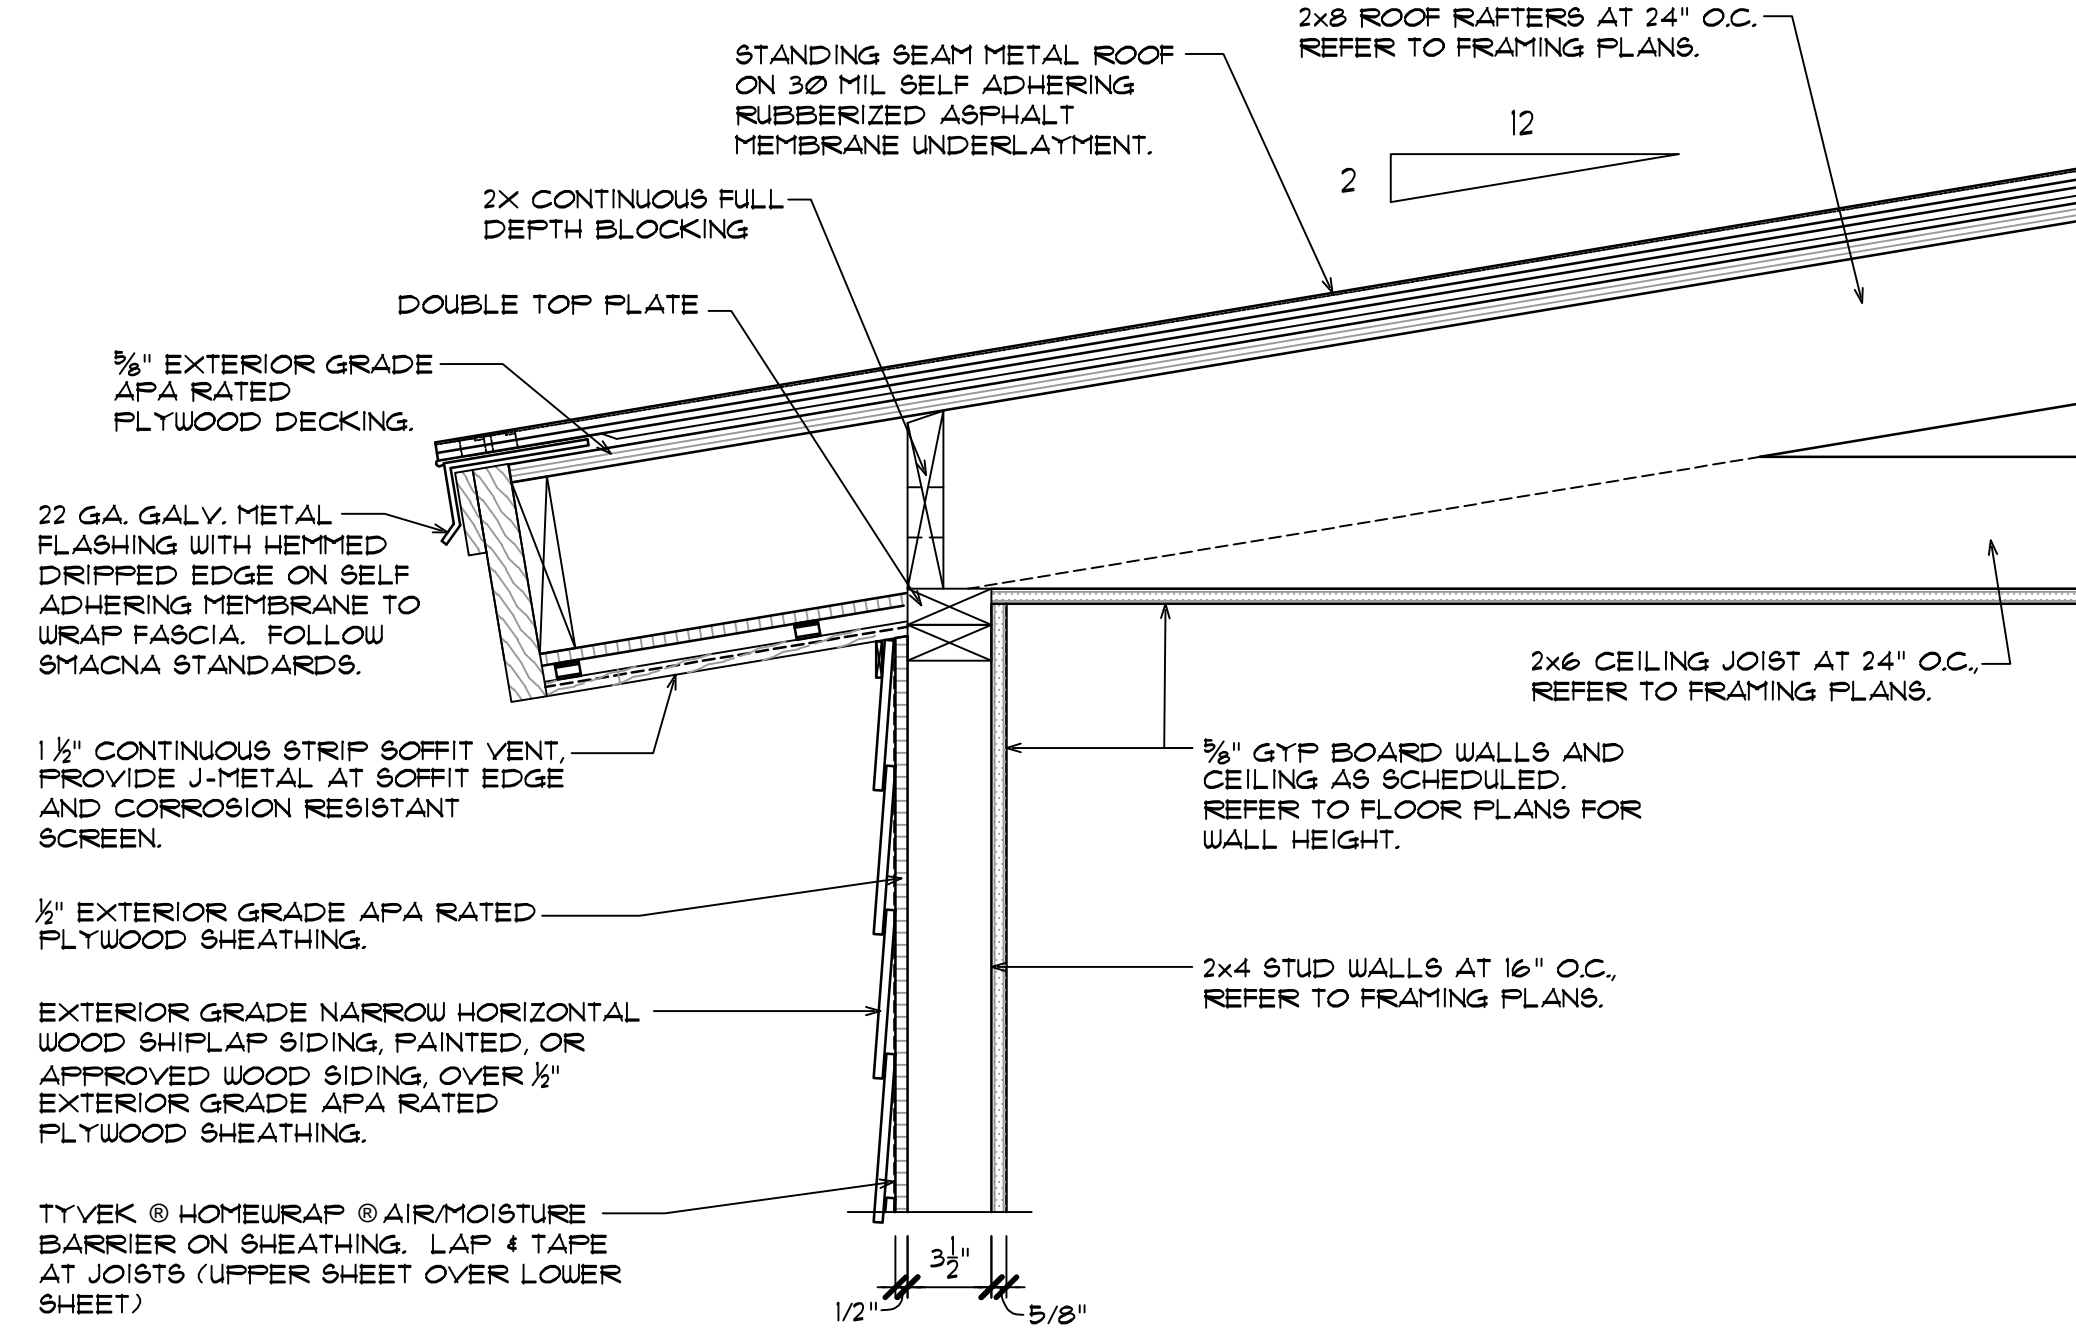 2x8 ROOF RAFTERS AT 24" O.C.
REFER TO FRAMING PLANS.
STANDING SEAM METAL ROOF
ON 30 MIL SELF ADHERING
RUBBERIZED ASPHALT
MEMBRANE UNDERLAYMENT.
12
2
2X CONTINUOUS FULL
DEPTH BLOCKING
DOUBLE TOP PLATE
⅝" EXTERIOR GRADE
APA RATED
PLYWOOD DECKING.
22 GA. GALV. METAL
FLASHING WITH HEMMED
DRIPPED EDGE ON SELF
ADHERING MEMBRANE TO
WRAP FASCIA. FOLLOW
SMACNA STANDARDS.
2x6 CEILING JOIST AT 24" O.C.,
REFER TO FRAMING PLANS.
1 ½" CONTINUOUS STRIP SOFFIT VENT,
PROVIDE J-METAL AT SOFFIT EDGE
AND CORROSION RESISTANT
SCREEN.
⅝" GYP BOARD WALLS AND
CEILING AS SCHEDULED.
REFER TO FLOOR PLANS FOR
WALL HEIGHT.
½" EXTERIOR GRADE APA RATED
PLYWOOD SHEATHING.
2x4 STUD WALLS AT 16" O.C.,
REFER TO FRAMING PLANS.
EXTERIOR GRADE NARROW HORIZONTAL
WOOD SHIPLAP SIDING, PAINTED, OR
APPROVED WOOD SIDING, OVER ½"
EXTERIOR GRADE APA RATED
PLYWOOD SHEATHING.
TYVEK ® HOMEWRAP ® AIR/MOISTURE
BARRIER ON SHEATHING. LAP & TAPE
AT JOISTS (UPPER SHEET OVER LOWER
SHEET)
3½"
1/2"
5/8"